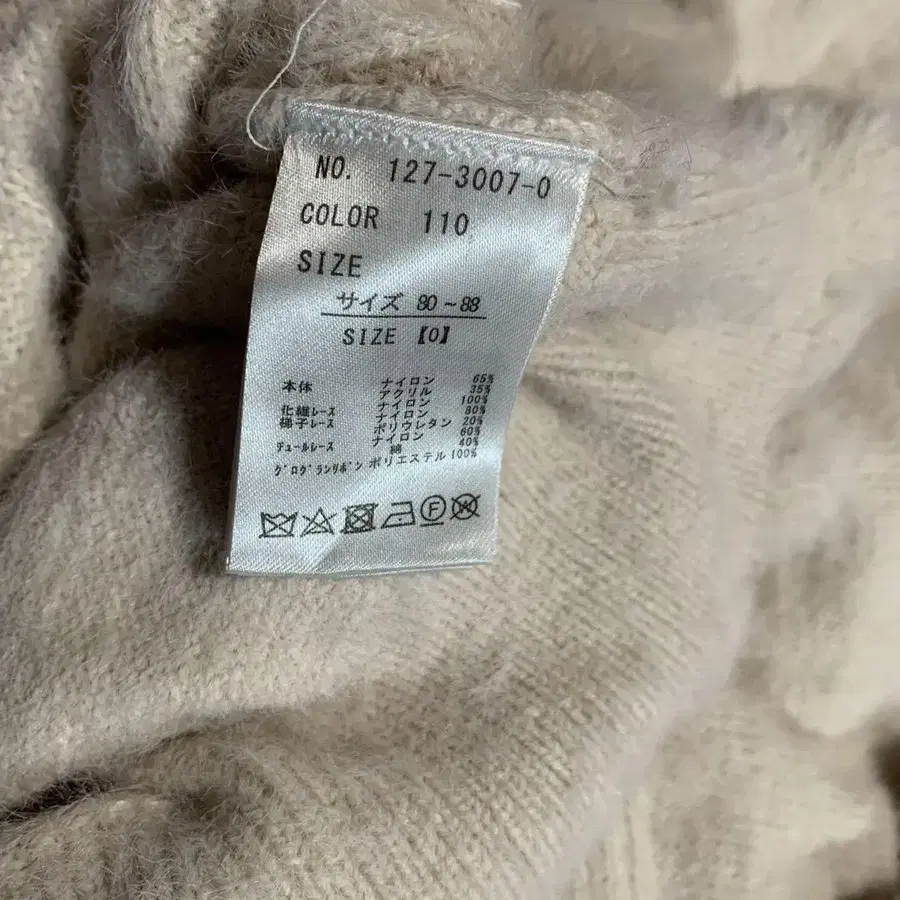 NO. 127-3007-0
COLOR 110
SIZE
サイズ 80~88
SIZE 【0】
本体 ナイロン 65%
アクリル 35%
化繊レース ナイロン 100%
梯子レース ナイロン 80%
ポリウレタン 20%
チュールレース ナイロン 60%
綿 40%
グログランリボン ポリエステル 100%
F W